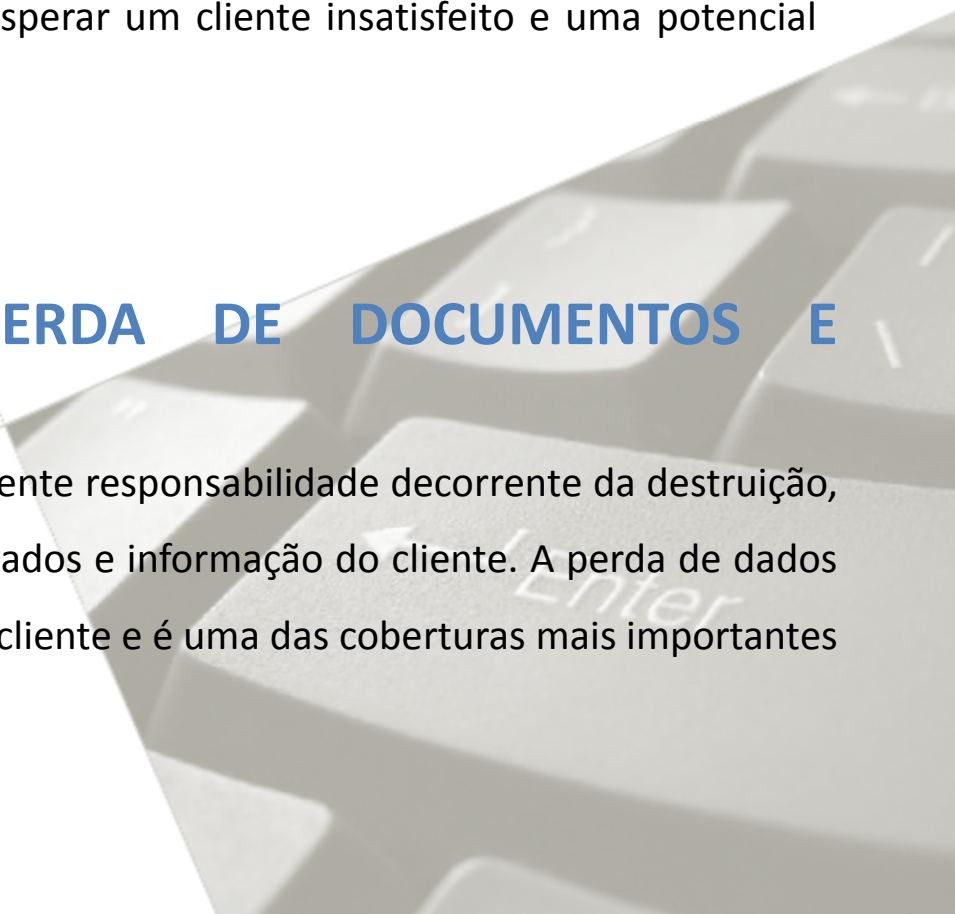 sperar um cliente insatisfeito e uma potencial
ERDA DE DOCUMENTOS E
ente responsabilidade decorrente da destruição,
ados e informação do cliente. A perda de dados
cliente e é uma das coberturas mais importantes
Enter